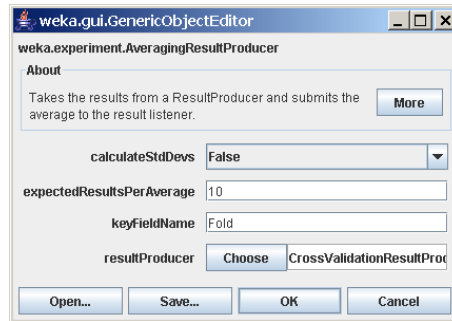 weka.gui.GenericObjectEditor
weka.experiment.AveragingResultProducer
About
Takes the results from a ResultProducer and submits the
average to the result listener.
More
calculateStdDevs False
expectedResultsPerAverage 10
keyFieldName Fold
resultProducer Choose CrossValidationResultProd
Open... Save... OK Cancel